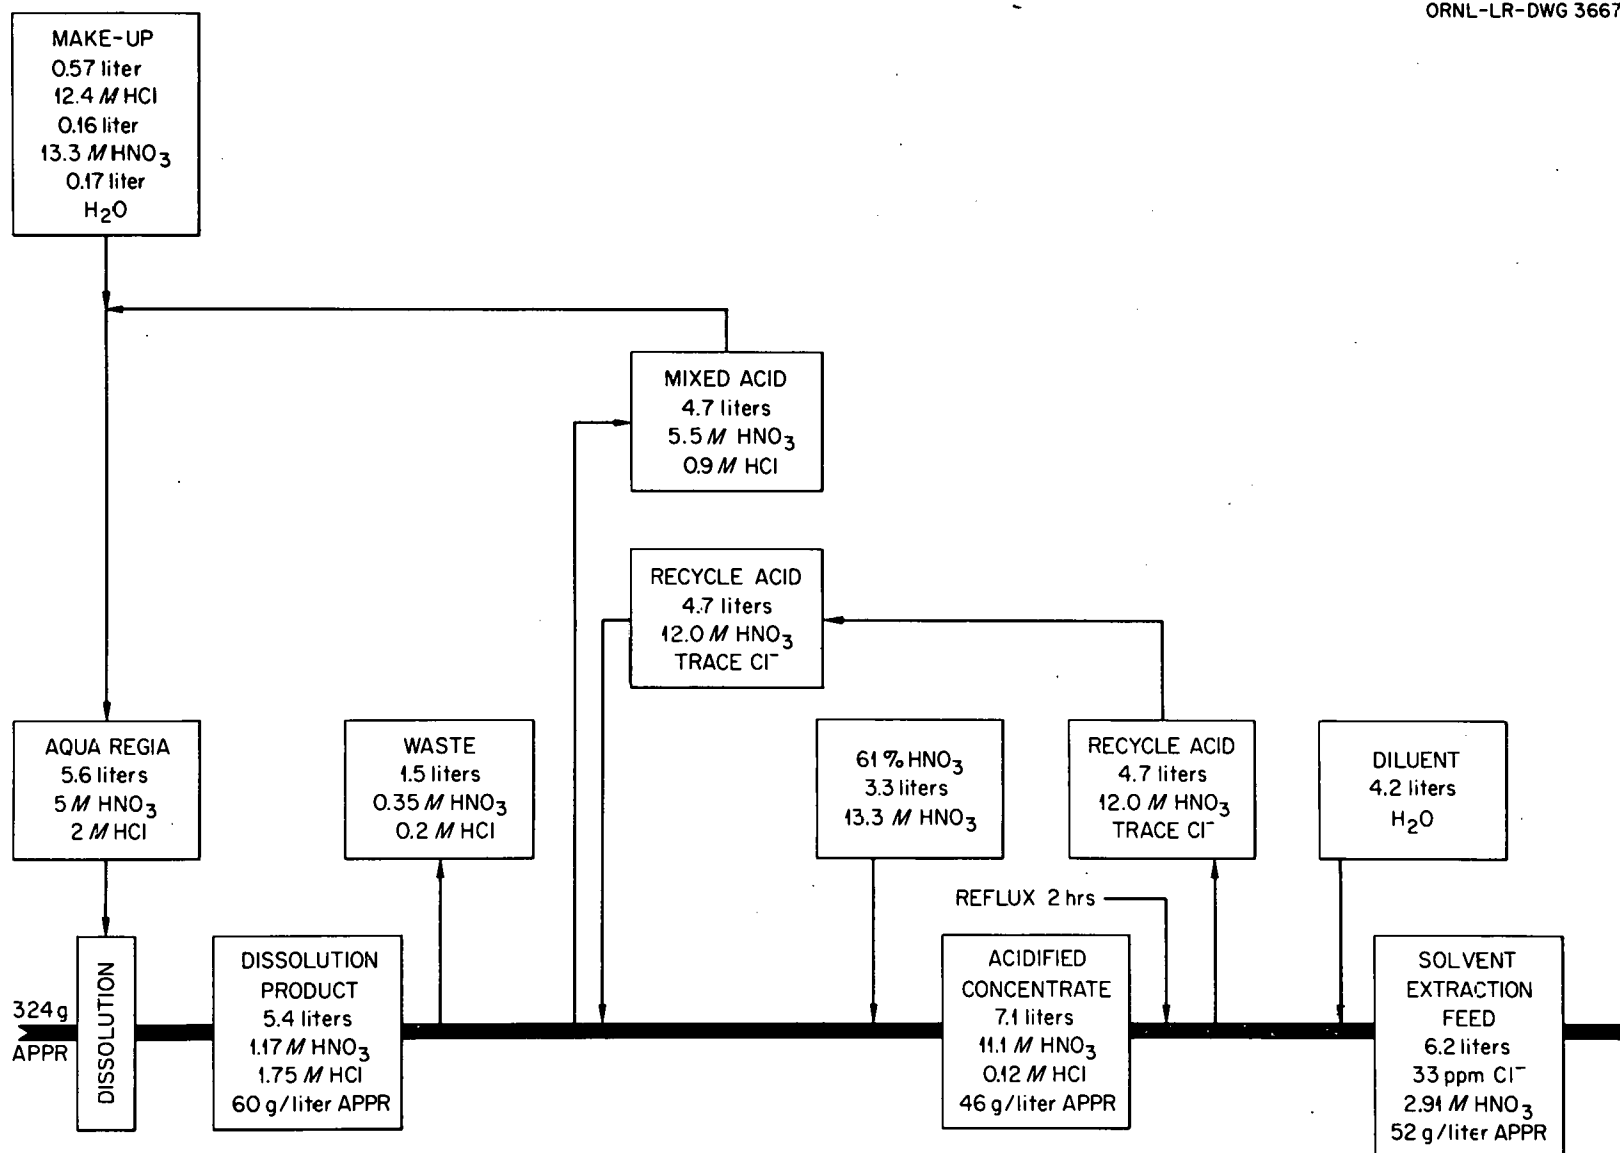 ORNL-LR-DWG 3667
MAKE-UP
0.57 liter
12.4 M HCl
0.16 liter
13.3 M HNO3
0.17 liter
H2O
MIXED ACID
4.7 liters
5.5 M HNO3
0.9 M HCl
RECYCLE ACID
4.7 liters
12.0 M HNO3
TRACE Cl⁻
AQUA REGIA
5.6 liters
5 M HNO3
2 M HCl
WASTE
1.5 liters
0.35 M HNO3
0.2 M HCl
61 % HNO3
3.3 liters
13.3 M HNO3
RECYCLE ACID
4.7 liters
12.0 M HNO3
TRACE Cl⁻
DILUENT
4.2 liters
H2O
REFLUX 2 hrs
324 g
APPR
DISSOLUTION
DISSOLUTION
PRODUCT
5.4 liters
1.17 M HNO3
1.75 M HCl
60 g/liter APPR
ACIDIFIED
CONCENTRATE
7.1 liters
11.1 M HNO3
0.12 M HCl
46 g/liter APPR
SOLVENT
EXTRACTION
FEED
6.2 liters
33 ppm Cl⁻
2.91 M HNO3
52 g/liter APPR